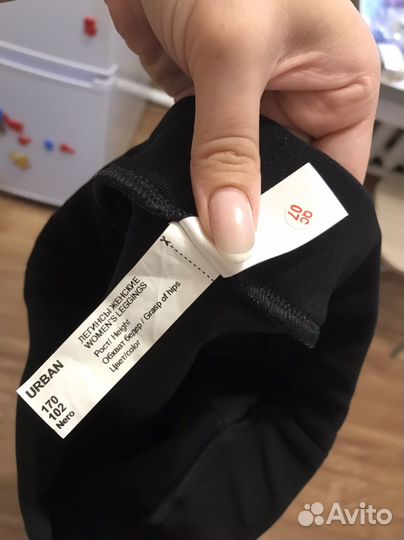 URBAN
ЛЕГИНСЫ ЖЕНСКИЕ
WOMEN'S LEGGINGS
Рост/ Height
170
Обхват бедер / Grasp of hips
102
Цвет/color
Nero
QC
07
Avito